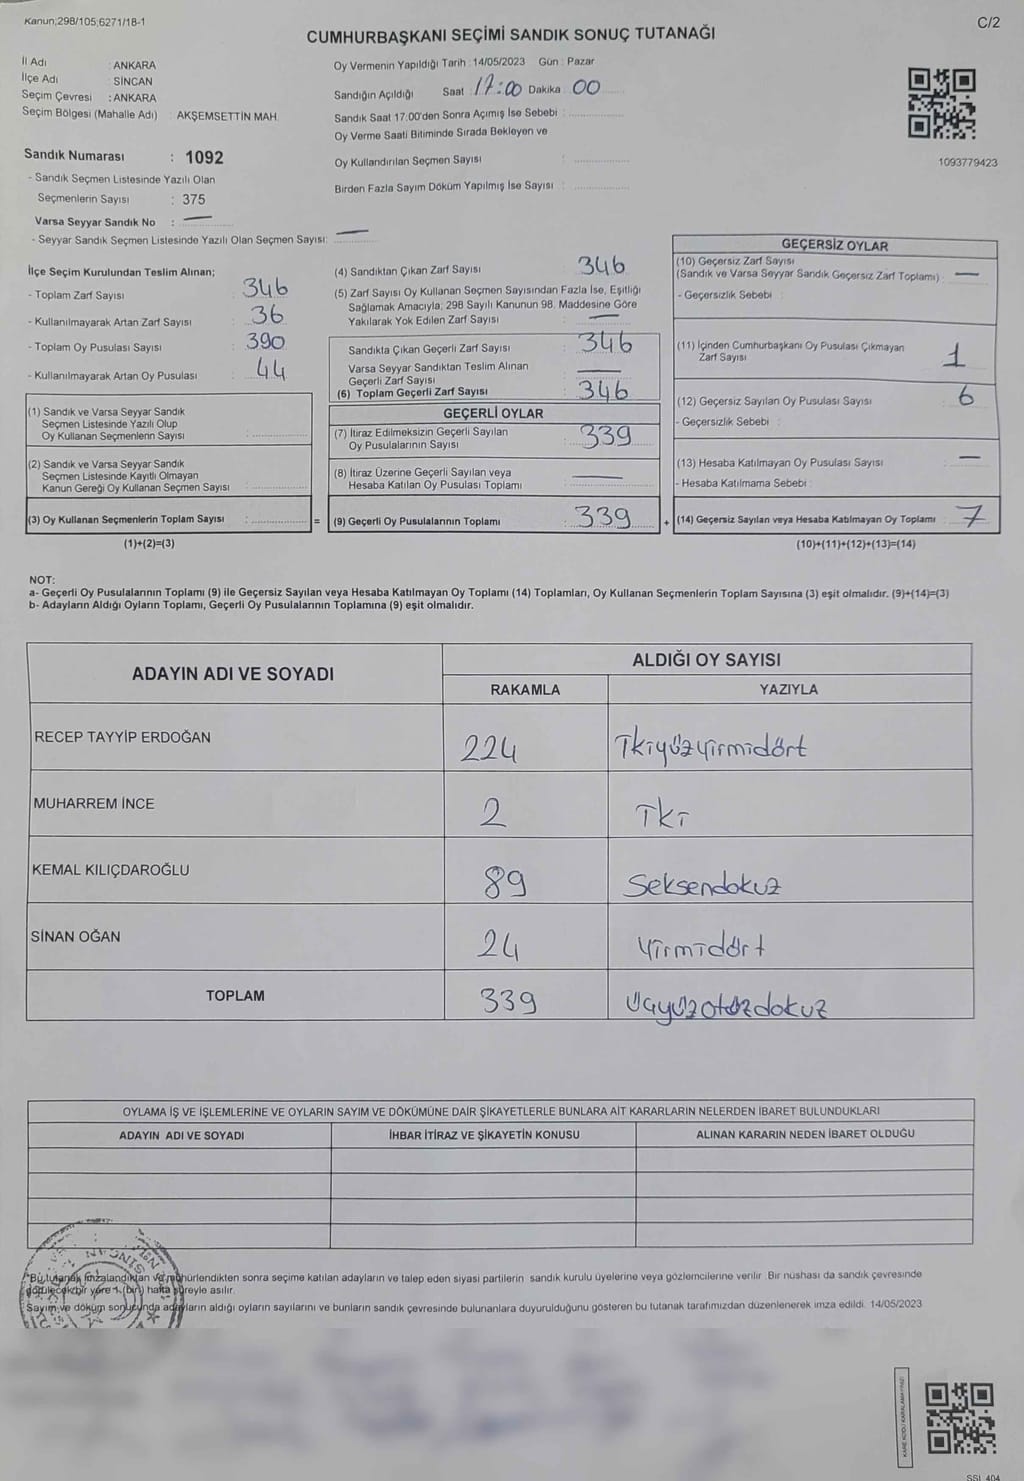 Kanun;298/105;6271/18-1
C/2
CUMHURBAŞKANI SEÇİMİ SANDIK SONUÇ TUTANAĞI
İl Adı : ANKARA
İlçe Adı : SİNCAN
Seçim Çevresi : ANKARA
Seçim Bölgesi (Mahalle Adı) : AKŞEMSETTİN MAH.
Oy Vermenin Yapıldığı Tarih : 14/05/2023 Gün : Pazar
Sandığın Açıldığı Saat : 17:00 Dakika 00
Sandık Saat 17.00'den Sonra Açımış İse Sebebi :
Oy Verme Saati Bitiminde Sırada Bekleyen ve
Oy Kullandırılan Seçmen Sayısı :
Birden Fazla Sayım Döküm Yapılmış İse Sayısı :
1093779423
Sandık Numarası : 1092
- Sandık Seçmen Listesinde Yazılı Olan
Seçmenlerin Sayısı : 375
Varsa Seyyar Sandık No : —
- Seyyar Sandık Seçmen Listesinde Yazılı Olan Seçmen Sayısı: —
İlçe Seçim Kurulundan Teslim Alınan;
- Toplam Zarf Sayısı : 346
- Kullanılmayarak Artan Zarf Sayısı : 36
- Toplam Oy Pusulası Sayısı : 390
- Kullanılmayarak Artan Oy Pusulası : 44
(1) Sandık ve Varsa Seyyar Sandık
Seçmen Listesinde Yazılı Olup
Oy Kullanan Seçmenlerin Sayısı :
(2) Sandık ve Varsa Seyyar Sandık
Seçmen Listesinde Kayıtlı Olmayan
Kanun Gereği Oy Kullanan Seçmen Sayısı :
(3) Oy Kullanan Seçmenlerin Toplam Sayısı : =
(1)+(2)=(3)
(4) Sandıktan Çıkan Zarf Sayısı : 346
(5) Zarf Sayısı Oy Kullanan Seçmen Sayısından Fazla İse, Eşitliği
Sağlamak Amacıyla; 298 Sayılı Kanunun 98. Maddesine Göre
Yakılarak Yok Edilen Zarf Sayısı : —
Sandıkta Çıkan Geçerli Zarf Sayısı : 346
Varsa Seyyar Sandıktan Teslim Alınan
Geçerli Zarf Sayısı : —
(6) Toplam Geçerli Zarf Sayısı : 346
GEÇERLİ OYLAR
(7) İtiraz Edilmeksizin Geçerli Sayılan
Oy Pusulalarının Sayısı : 339
(8) İtiraz Üzerine Geçerli Sayılan veya
Hesaba Katılan Oy Pusulası Toplamı : —
(9) Geçerli Oy Pusulalarının Toplamı : 339 +
GEÇERSİZ OYLAR
(10) Geçersiz Zarf Sayısı
(Sandık ve Varsa Seyyar Sandık Geçersiz Zarf Toplamı) : —
- Geçersizlik Sebebi :
(11) İçinden Cumhurbaşkanı Oy Pusulası Çıkmayan
Zarf Sayısı : 1
(12) Geçersiz Sayılan Oy Pusulası Sayısı : 6
- Geçersizlik Sebebi :
(13) Hesaba Katılmayan Oy Pusulası Sayısı : —
- Hesaba Katılmama Sebebi :
(14) Geçersiz Sayılan veya Hesaba Katılmayan Oy Toplamı : 7
(10)+(11)+(12)+(13)=(14)
NOT:
a- Geçerli Oy Pusulalarının Toplamı (9) ile Geçersiz Sayılan veya Hesaba Katılmayan Oy Toplamı (14) Toplamları, Oy Kullanan Seçmenlerin Toplam Sayısına (3) eşit olmalıdır. (9)+(14)=(3)
b- Adayların Aldığı Oyların Toplamı, Geçerli Oy Pusulalarının Toplamına (9) eşit olmalıdır.
ADAYIN ADI VE SOYADI ALDIĞI OY SAYISI
RAKAMLA YAZIYLA
RECEP TAYYİP ERDOĞAN 224 İkiyüzyirmidört
MUHARREM İNCE 2 İki
KEMAL KILIÇDAROĞLU 89 Seksendokuz
SİNAN OĞAN 24 Yirmidört
TOPLAM 339 Üçyüzotuzdokuz
OYLAMA İŞ VE İŞLEMLERİNE VE OYLARIN SAYIM VE DÖKÜMÜNE DAİR ŞİKAYETLERLE BUNLARA AİT KARARLARIN NELERDEN İBARET BULUNDUKLARI
ADAYIN ADI VE SOYADI İHBAR İTİRAZ VE ŞİKAYETİN KONUSU ALINAN KARARIN NEDEN İBARET OLDUĞU
Bu tutanak imzalandıktan ve mühürlendikten sonra seçime katılan adayların ve talep eden siyasi partilerin sandık kurulu üyelerine veya gözlemcilerine verilir. Bir nüshası da sandık çevresinde
görülecek bir yere 1 (bir) hafta süreyle asılır.
Sayım ve döküm sonucunda adayların aldığı oyların sayılarını ve bunların sandık çevresinde bulunanlara duyurulduğunu gösteren bu tutanak tarafımızdan düzenlenerek imza edildi. 14/05/2023
SİNCAN
KARE KODU KARALAMAYINIZ!
SSL 404